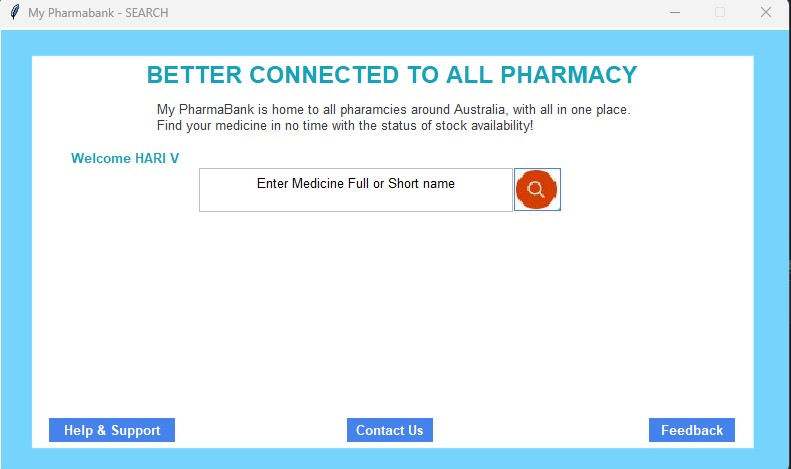 My Pharmabank - SEARCH
BETTER CONNECTED TO ALL PHARMACY
My PharmaBank is home to all pharamcies around Australia, with all in one place.
Find your medicine in no time with the status of stock availability!
Welcome HARI V
Enter Medicine Full or Short name
Help & Support
Contact Us
Feedback